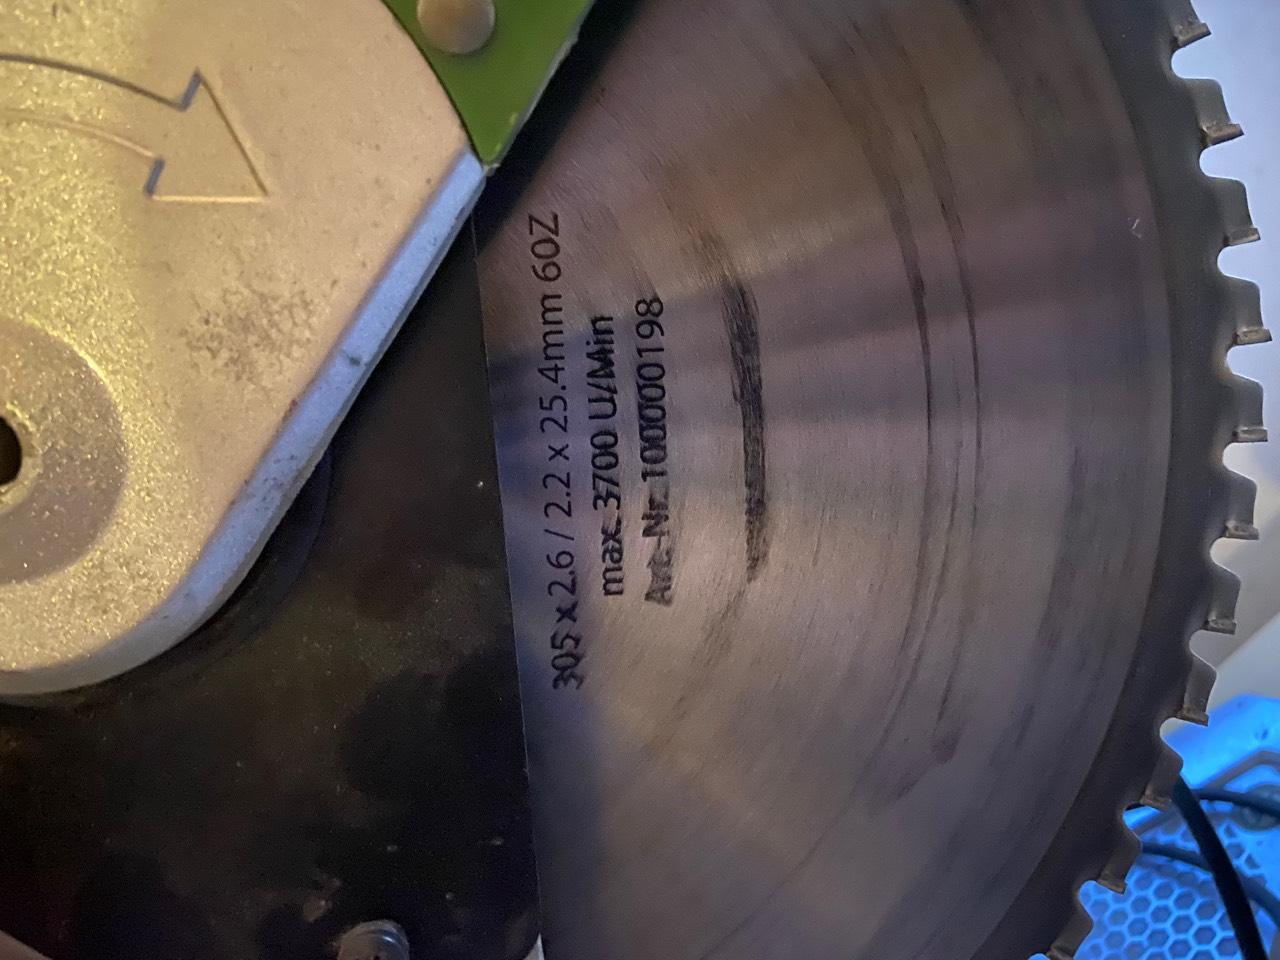 305 x 2.6 / 2.2 x 25.4mm 60Z
max. 3700 U/Min
Art.-Nr. 100000198